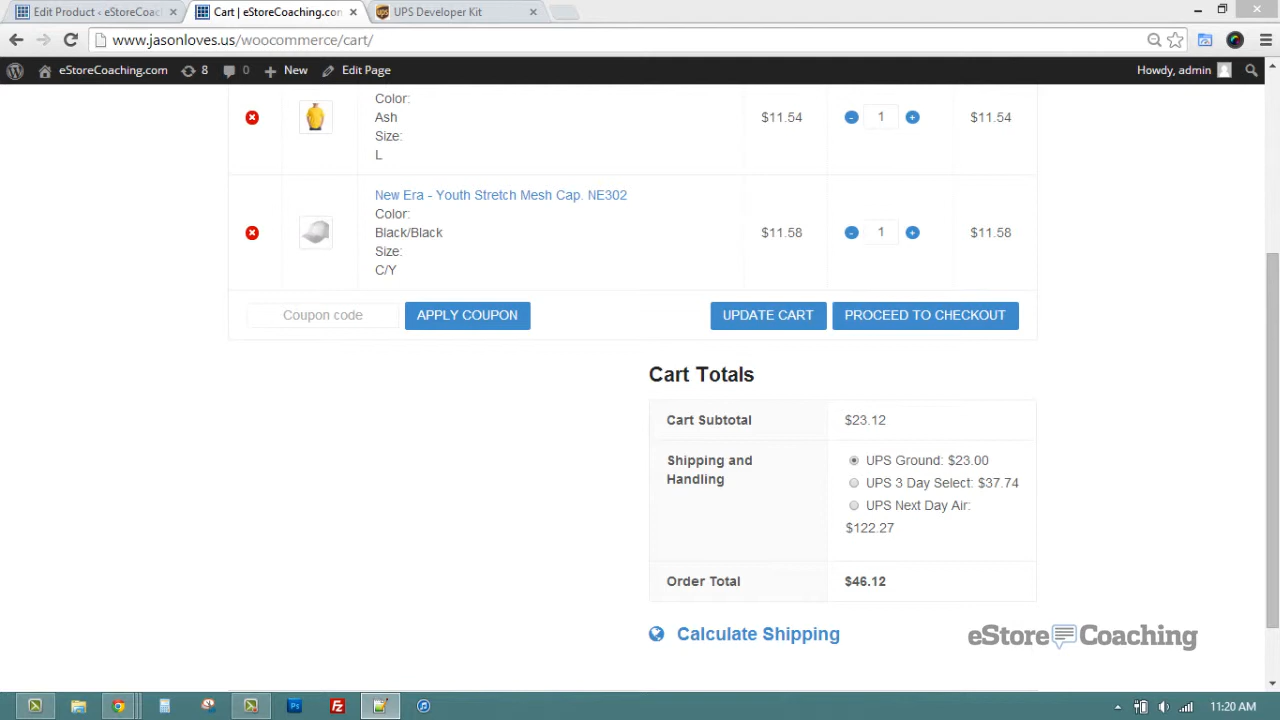 Edit Product ‹ eStoreCoac
Cart | eStoreCoaching.con
UPS Developer Kit
www.jasonloves.us/woocommerce/cart/
eStoreCoaching.com 8 0 New Edit Page Howdy, admin
Color:
Ash
Size:
L
$11.54 - 1 + $11.54
New Era - Youth Stretch Mesh Cap. NE302
Color:
Black/Black
Size:
C/Y
$11.58 - 1 + $11.58
Coupon code APPLY COUPON UPDATE CART PROCEED TO CHECKOUT
Cart Totals
Cart Subtotal $23.12
Shipping and
Handling
UPS Ground: $23.00
UPS 3 Day Select: $37.74
UPS Next Day Air:
$122.27
Order Total $46.12
Calculate Shipping
eStore Coaching
Ps Fz
11:20 AM